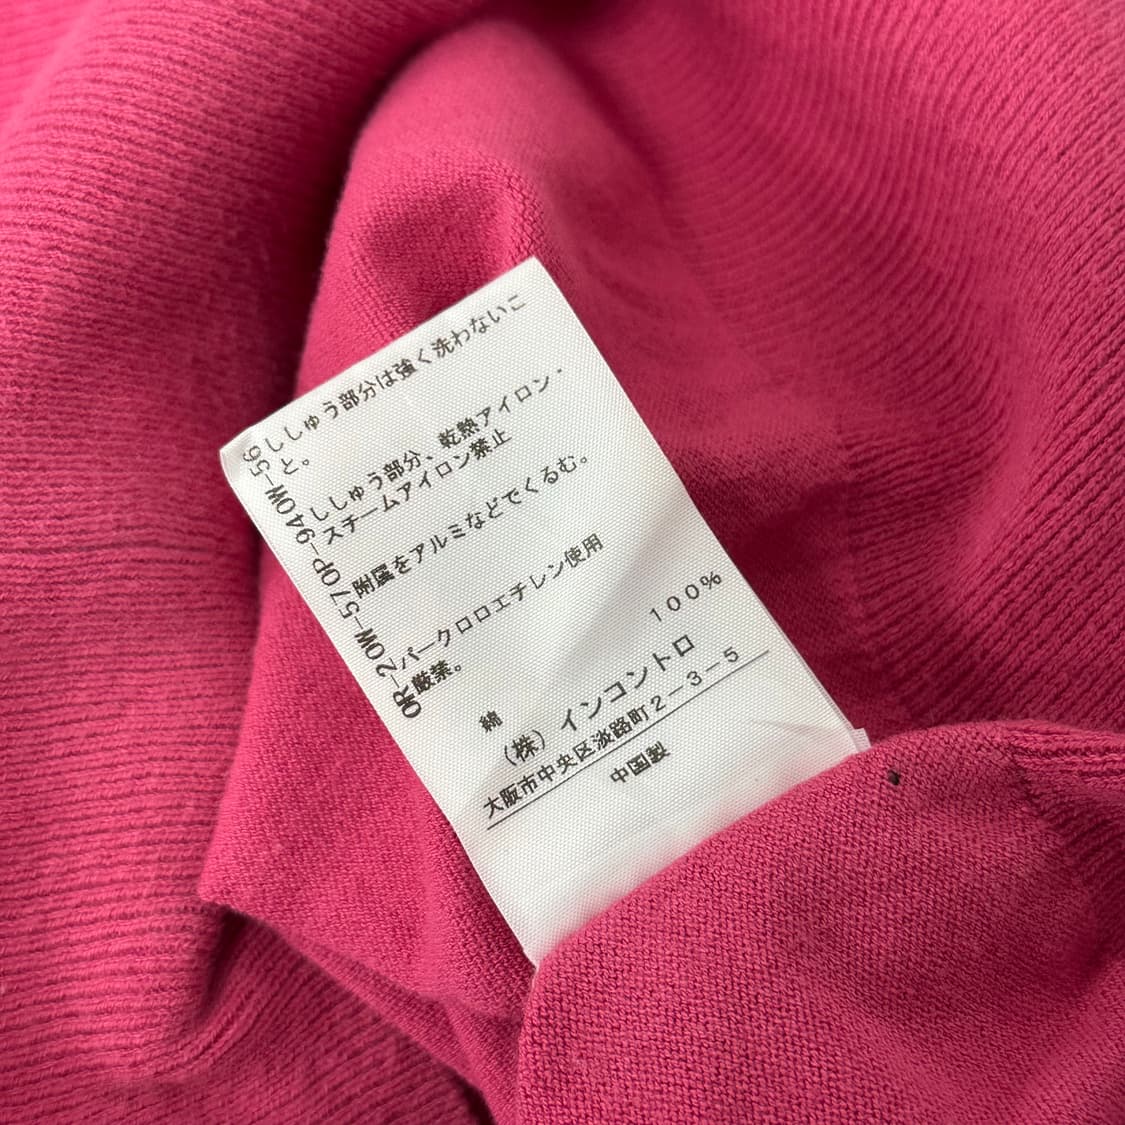 ししゅう部分は強く洗わないこ
と。
ししゅう部分、乾熱アイロン・
スチームアイロン禁止
をアルミなどでくるむ。
パークロロエチレン使用
厳禁。
綿 100%
(株)インコントロ
大阪市中央区淡路町2-3-5
中国製
OR-20W-570P-940W-56